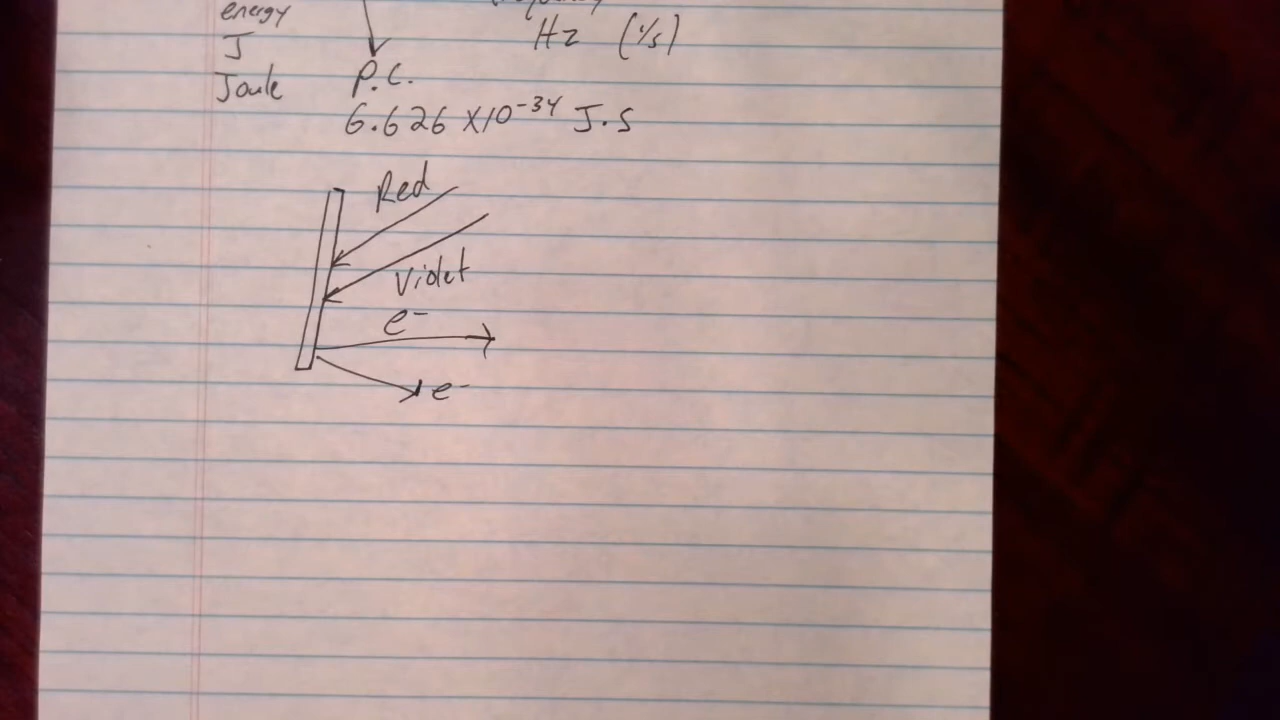 energy
Hz (1/s)
J
Joule P.C.
6.626 x10-34 J.s
Red
Violet
e-
e-